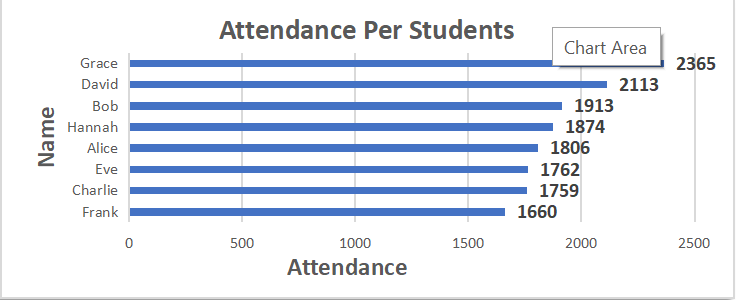 Attendance Per Students
Chart Area
Name
Grace 2365
David 2113
Bob 1913
Hannah 1874
Alice 1806
Eve 1762
Charlie 1759
Frank 1660
0 500 1000 1500 2000 2500
Attendance